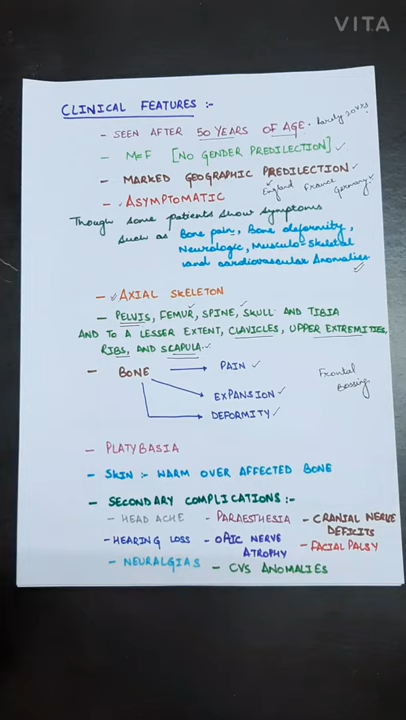 VITA
CLINICAL FEATURES :-
- SEEN AFTER 50 YEARS OF AGE.
- M=F [NO GENDER PREDILECTION]
- MARKED GEOGRAPHIC PREDILECTION
England France Germany
- ASYMPTOMATIC
Though some patients show symptoms
such as Bone pain, Bone deformity,
Neurologic, Musculo-Skeletal
and cardiovascular Anomalies
- AXIAL SKELETON
- PELVIS, FEMUR, SPINE, SKULL AND TIBIA
AND TO A LESSER EXTENT, CLAVICLES, UPPER EXTREMITIES,
RIBS, AND SCAPULA.
- BONE PAIN
EXPANSION
DEFORMITY
Frontal
Bossing
- PLATYBASIA
- SKIN :- WARM OVER AFFECTED BONE
- SECONDARY COMPLICATIONS :-
- HEAD ACHE - PARAESTHESIA - CRANIAL NERVE DEFICITS
- HEARING LOSS - OPTIC NERVE ATROPHY - FACIAL PALSY
- NEURALGIAS - CVS ANOMALIES